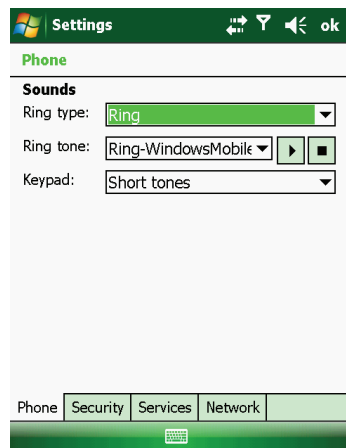 Settings ok
Phone
Sounds
Ring type: Ring
Ring tone: Ring-WindowsMobile
Keypad: Short tones
Phone Security Services Network